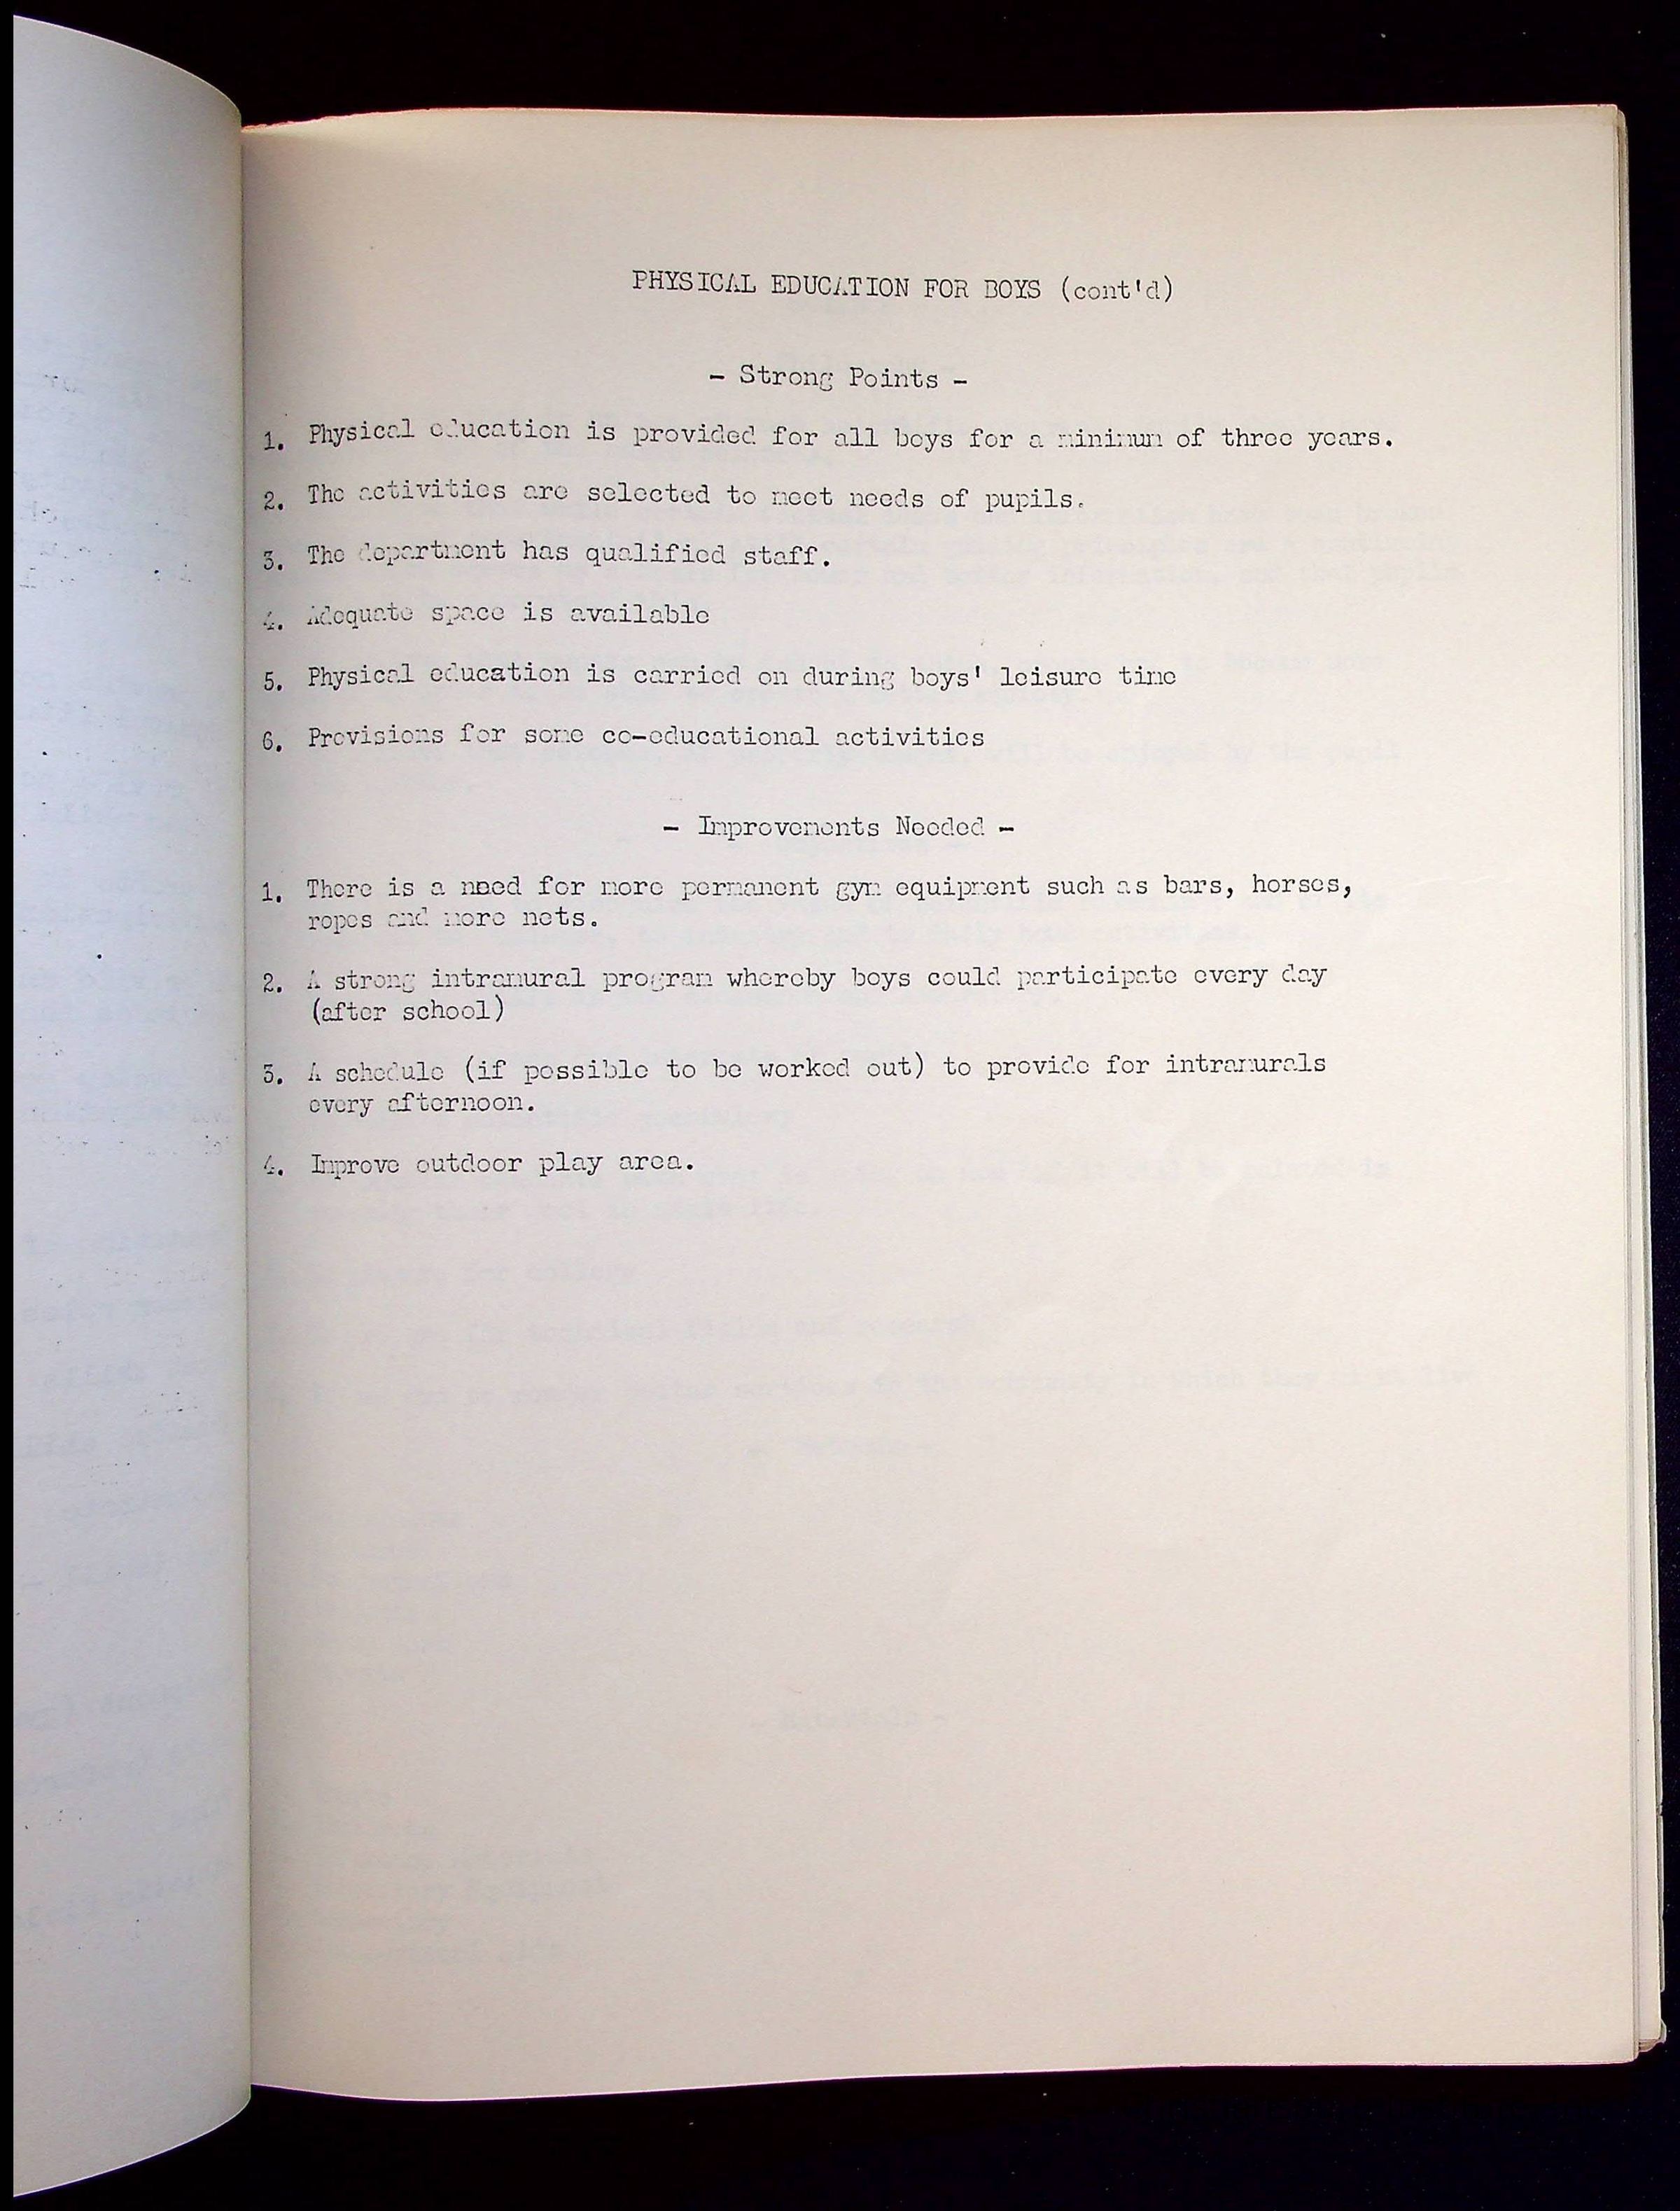 PHYSICAL EDUCATION FOR BOYS (cont'd)
- Strong Points -
1. Physical education is provided for all boys for a minimum of three years.
2. The activities are selected to meet needs of pupils.
3. The department has qualified staff.
4. Adequate space is available
5. Physical education is carried on during boys' leisure time
6. Provisions for some co-educational activities
- Improvements Needed -
1. There is a need for more permanent gym equipment such as bars, horses,
ropes and more nets.
2. A strong intramural program whereby boys could participate every day
(after school)
3. A schedule (if possible to be worked out) to provide for intramurals
every afternoon.
4. Improve outdoor play area.